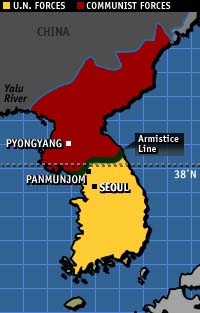 U.N. FORCES COMMUNIST FORCES
CHINA
Yalu
River
PYONGYANG
Armistice
Line
38°N
PANMUNJOM
SEOUL